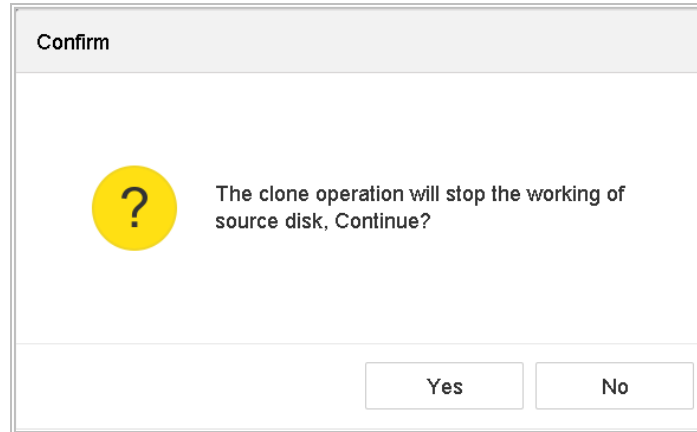 Confirm
?
The clone operation will stop the working of
source disk, Continue?
Yes No